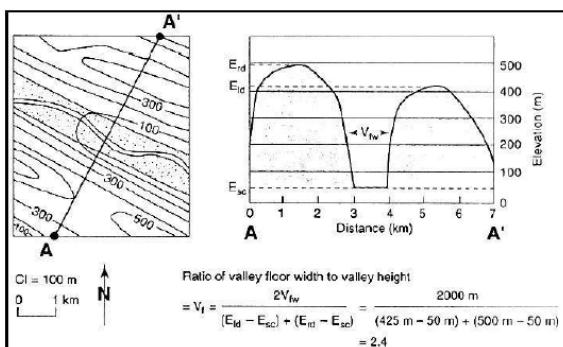 A'
300
100
300
300
500
100
A
CI = 100 m
0 1 km
N
E_rd
E_ld
E_sc
V_fw
500
400
300
200
100
0
Elevation (m)
0 1 2 3 4 5 6 7
A Distance (km) A'
Ratio of valley floor width to valley height
= V_f = 2V_fw / (E_ld – E_sc) + (E_rd – E_sc) = 2000 m / (425 m – 50 m) + (500 m – 50 m)
= 2.4